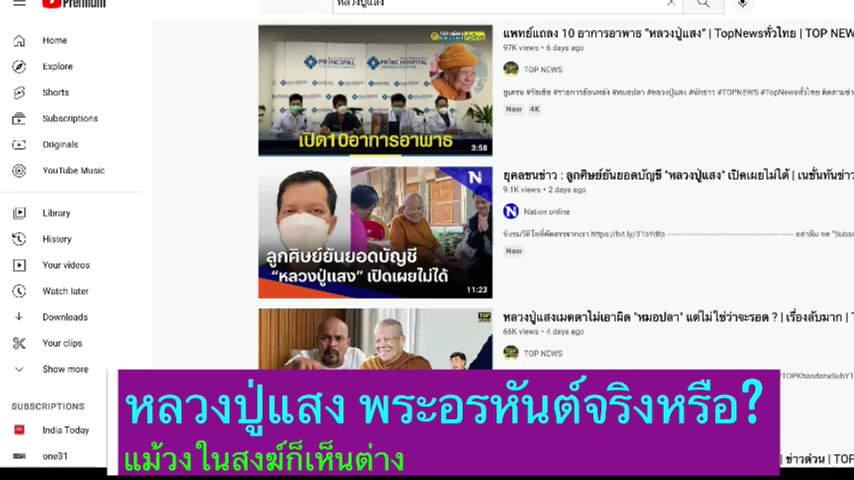 Premium
หลวงปู่แสง
Home
Explore
Shorts
Subscriptions
Originals
YouTube Music
Library
History
Your videos
Watch later
Downloads
Your clips
Show more
SUBSCRIPTIONS
India Today
one31
PRINCIPAL
PRINC HOSPITAL
เปิด10อาการอาพาธ
3:58
แพทย์แถลง 10 อาการอาพาธ "หลวงปู่แสง" | TopNewsทั่วไทย | TOP NEW
97K views • 6 days ago
TOP NEWS
New 4K
N
ลูกศิษย์ยันยอดบัญชี
"หลวงปู่แสง" เปิดเผยไม่ได้
11:23
ยุคลชนข่าว : ลูกศิษย์ยันยอดบัญชี "หลวงปู่แสง" เปิดเผยไม่ได้ | เนชั่นทันข่าว
9.1K views • 2 days ago
Nation online
New
หลวงปู่แสงเมตตาไม่เอาผิด "หมอปลา" แต่ไม่ใช่ว่าจะรอด ? | เรื่องลับมาก |
66K views • 4 days ago
TOP NEWS
หลวงปู่แสง พระอรหันต์จริงหรือ?
แม้วงในสงฆ์ก็เห็นต่าง
| ข่าวด่วน | TOP